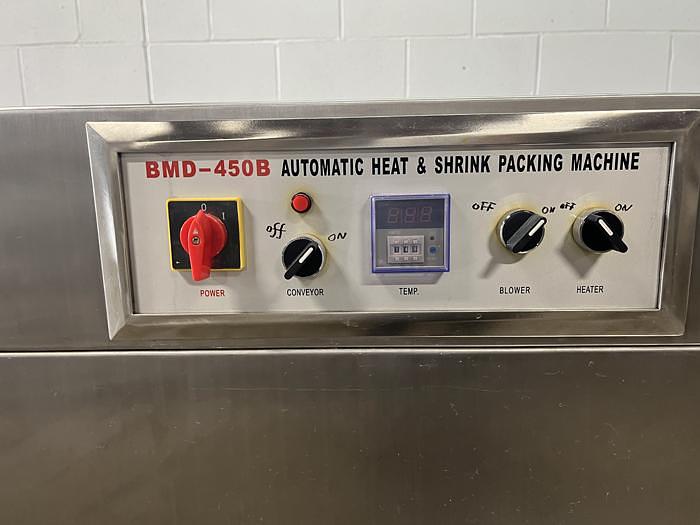 BMD-450B AUTOMATIC HEAT & SHRINK PACKING MACHINE
0 1
off ON
OFF ON
OFF ON
POWER
CONVEYOR
TEMP.
BLOWER
HEATER